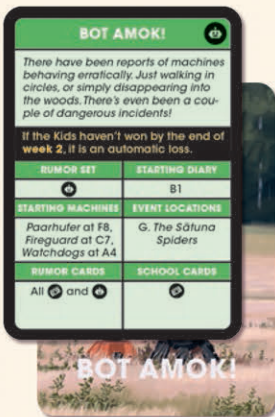 BOT AMOK!
There have been reports of machines
behaving erratically. Just walking in
circles, or simply disappearing into
the woods. There's even been a cou-
ple of dangerous incidents!
If the Kids haven't won by the end of
week 2, it is an automatic loss.
RUMOR SET
STARTING DIARY
B1
STARTING MACHINES
EVENT LOCATIONS
Paarhufer at F8,
Fireguard at C7,
Watchdogs at A4
G. The Sätuna
Spiders
RUMOR CARDS
SCHOOL CARDS
All and
BOT AMOK!